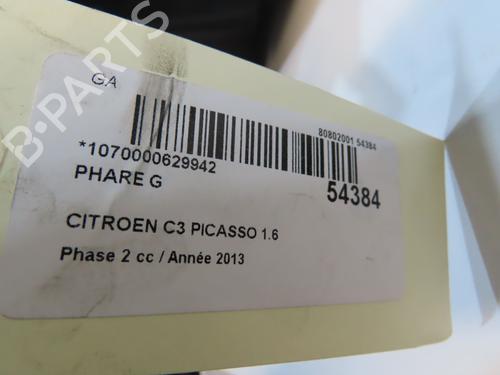 GA
80802001 54384
*1070000629942
PHARE G
54384
CITROEN C3 PICASSO 1.6
Phase 2 cc / Année 2013
B-PARTS